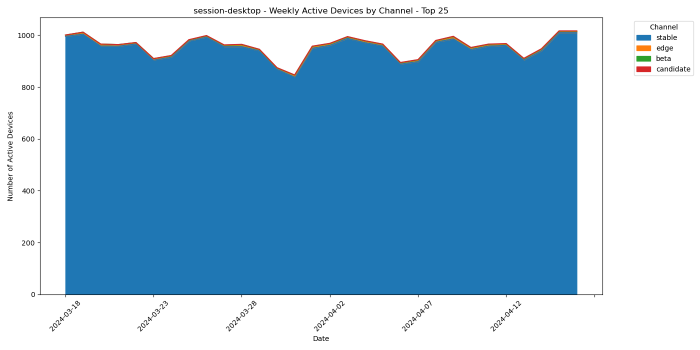 session-desktop - Weekly Active Devices by Channel - Top 25
Number of Active Devices
1000
800
600
400
200
0
2024-03-18
2024-03-23
2024-03-28
2024-04-02
2024-04-07
2024-04-12
Date
Channel
stable
edge
beta
candidate